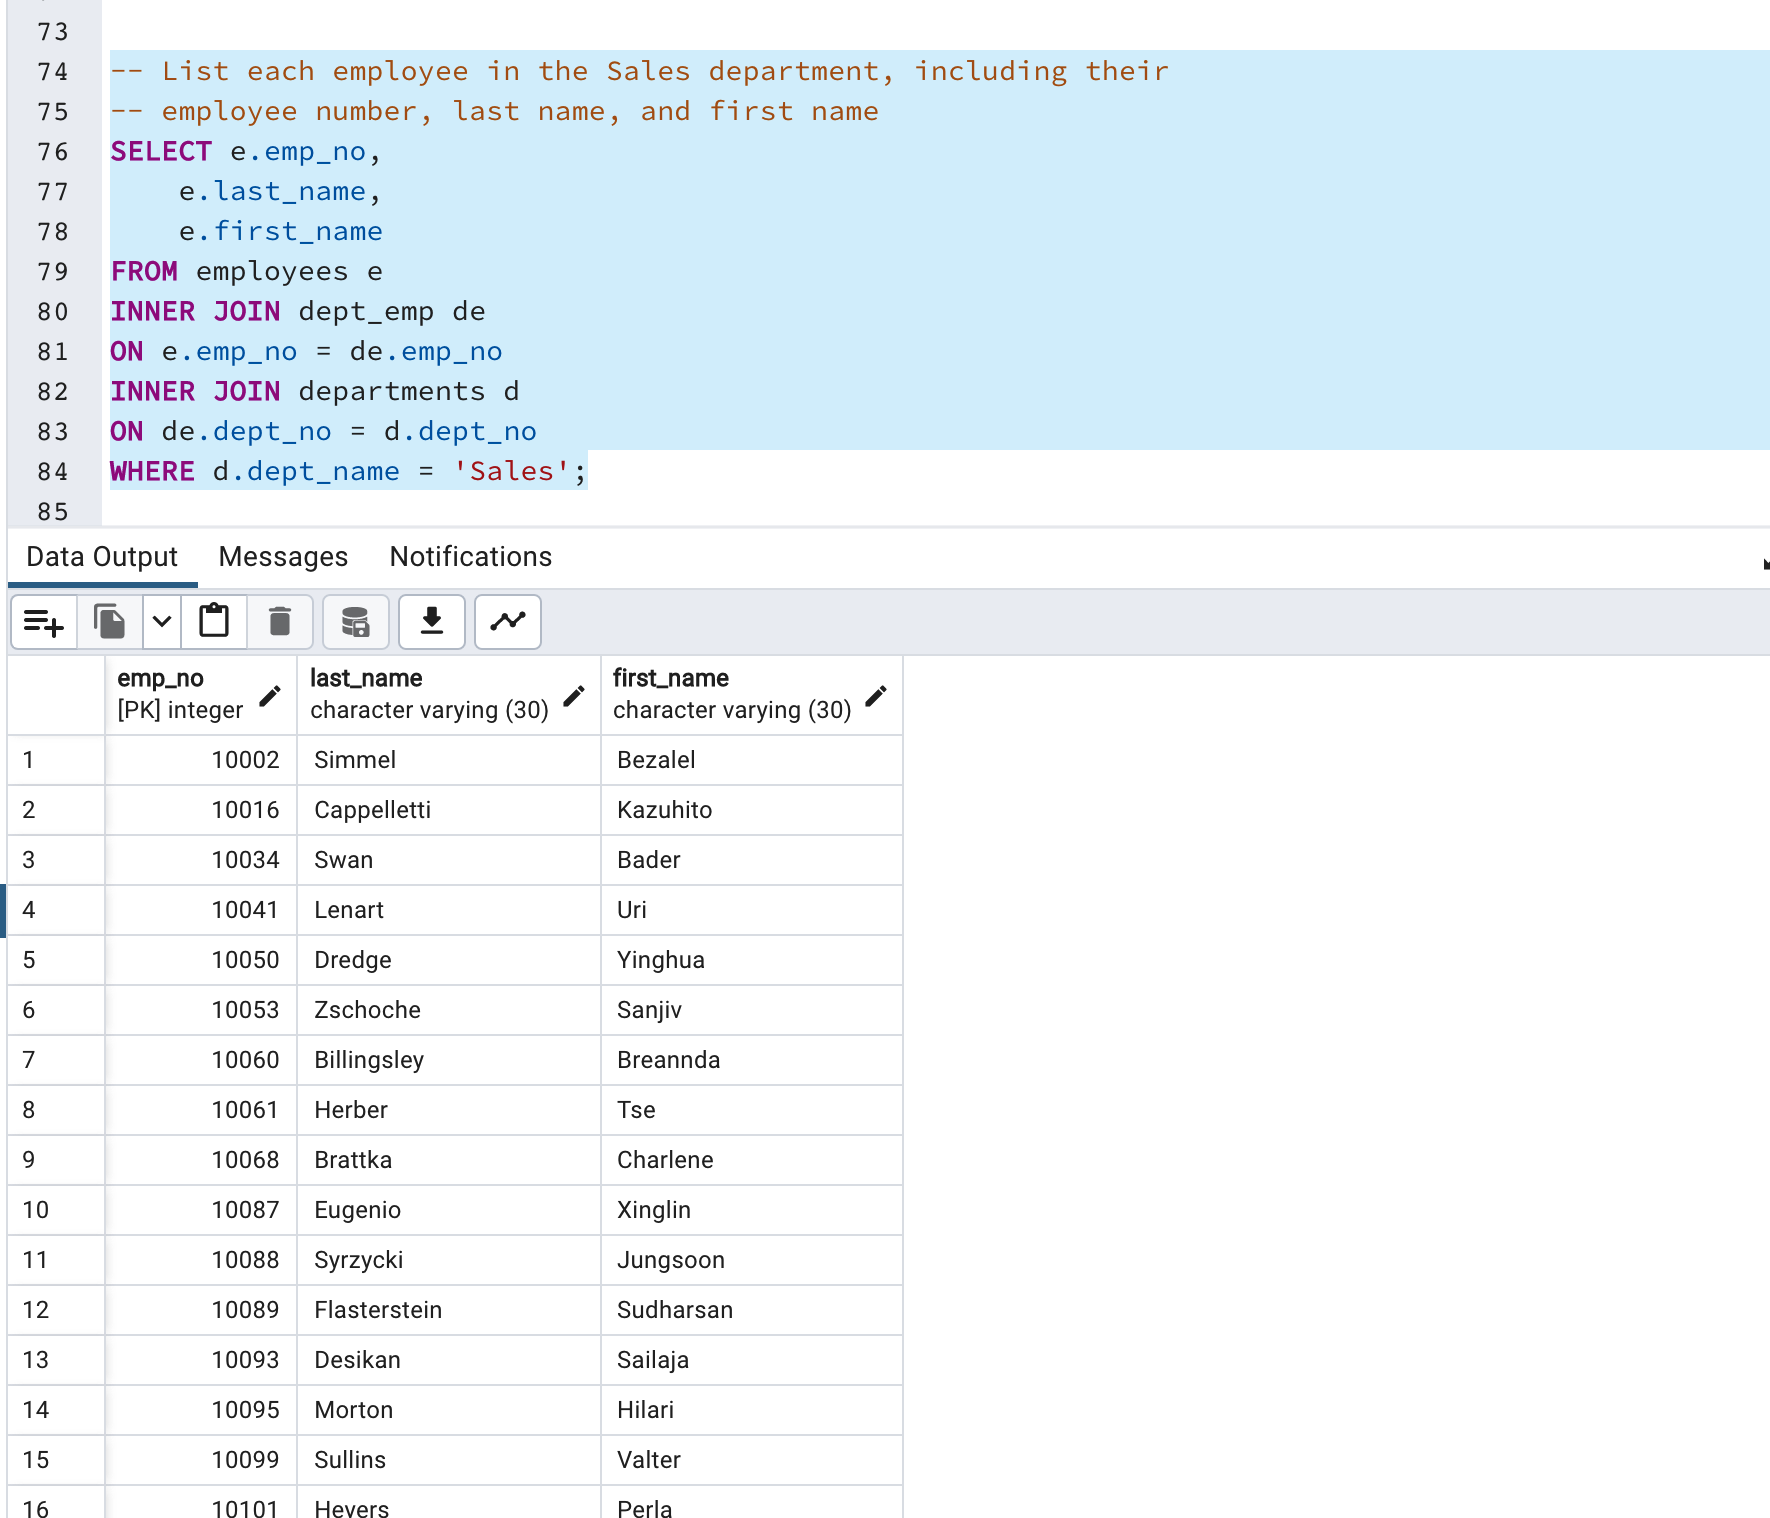 73
74 -- List each employee in the Sales department, including their
75 -- employee number, last name, and first name
76 SELECT e.emp_no,
77     e.last_name,
78     e.first_name
79 FROM employees e
80 INNER JOIN dept_emp de
81 ON e.emp_no = de.emp_no
82 INNER JOIN departments d
83 ON de.dept_no = d.dept_no
84 WHERE d.dept_name = 'Sales';
85
Data Output Messages Notifications
emp_no last_name first_name
[PK] integer character varying (30) character varying (30)
1 10002 Simmel Bezalel
2 10016 Cappelletti Kazuhito
3 10034 Swan Bader
4 10041 Lenart Uri
5 10050 Dredge Yinghua
6 10053 Zschoche Sanjiv
7 10060 Billingsley Breannda
8 10061 Herber Tse
9 10068 Brattka Charlene
10 10087 Eugenio Xinglin
11 10088 Syrzycki Jungsoon
12 10089 Flasterstein Sudharsan
13 10093 Desikan Sailaja
14 10095 Morton Hilari
15 10099 Sullins Valter
16 10101 Heyers Perla